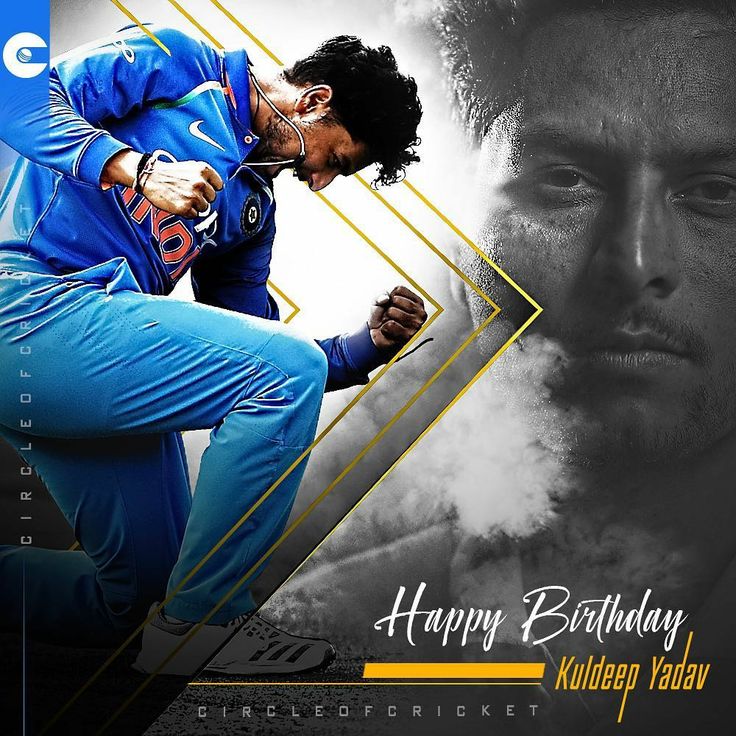 CIRCLEOFCRICKET
Happy Birthday
Kuldeep Yadav
CIRCLEOFCRICKET